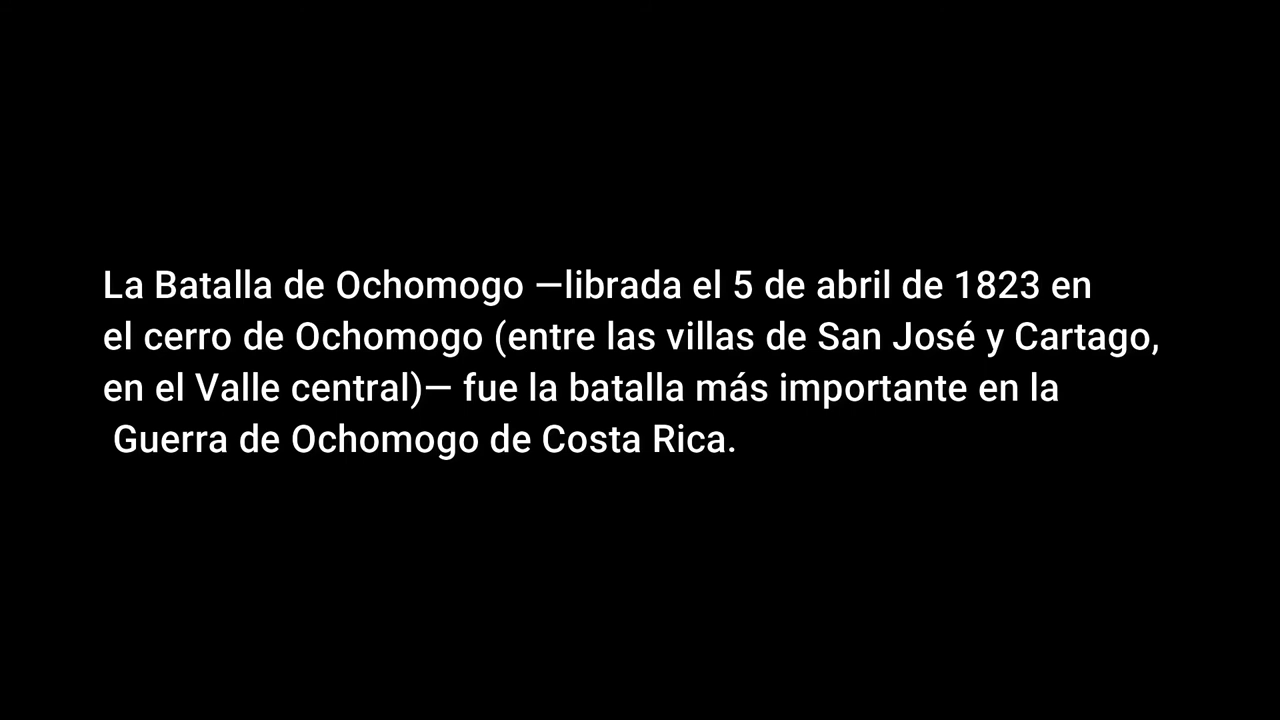 La Batalla de Ochomogo —librada el 5 de abril de 1823 en
el cerro de Ochomogo (entre las villas de San José y Cartago,
en el Valle central)— fue la batalla más importante en la
Guerra de Ochomogo de Costa Rica.